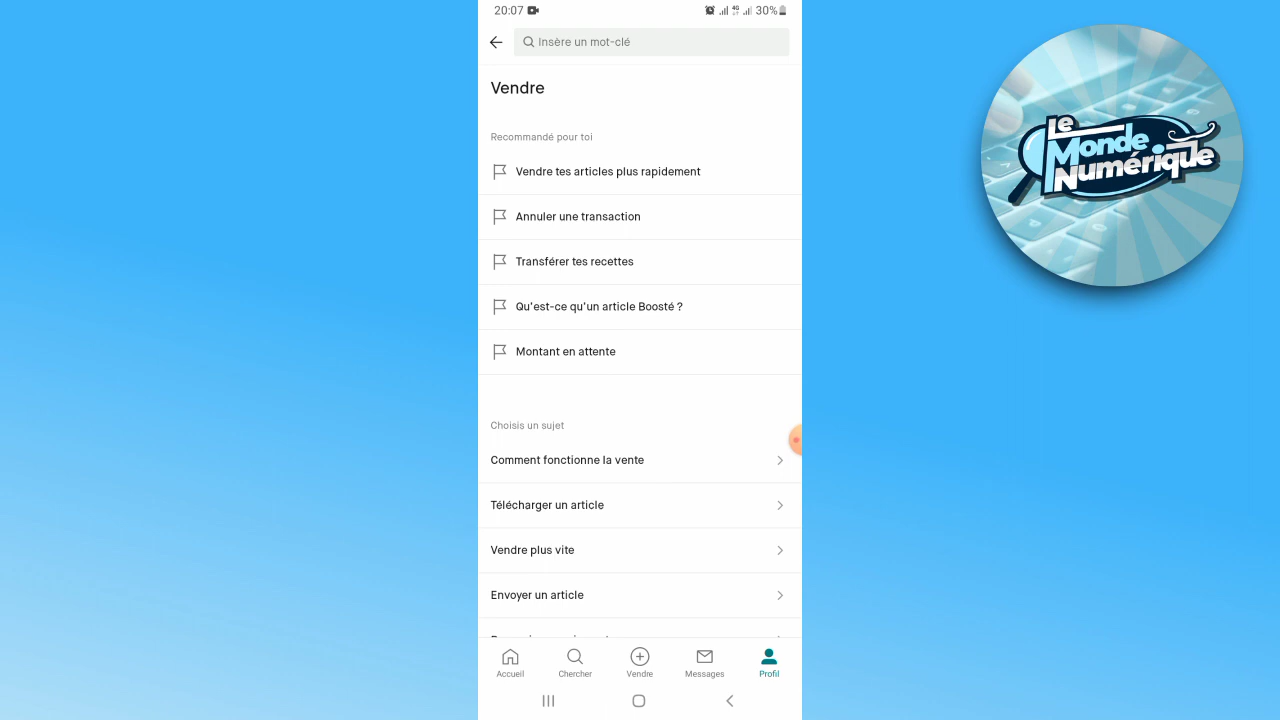 20:07
4G
30%
Insère un mot-clé
Vendre
Recommandé pour toi
Vendre tes articles plus rapidement
Annuler une transaction
Transférer tes recettes
Qu'est-ce qu'un article Boosté ?
Montant en attente
Choisis un sujet
Comment fonctionne la vente
Télécharger un article
Vendre plus vite
Envoyer un article
Accueil
Chercher
Vendre
Messages
Profil
Le
Monde
Numérique